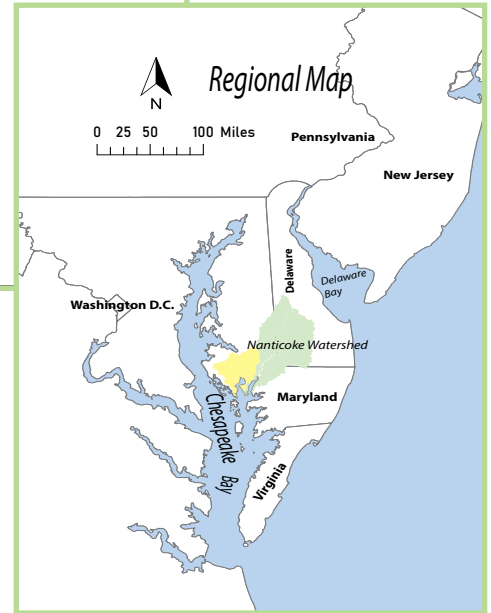 Regional Map
N
0 25 50 100 Miles
Pennsylvania
New Jersey
Delaware
Delaware
Bay
Washington D.C.
Nanticoke Watershed
Maryland
Chesapeake Bay
Virginia